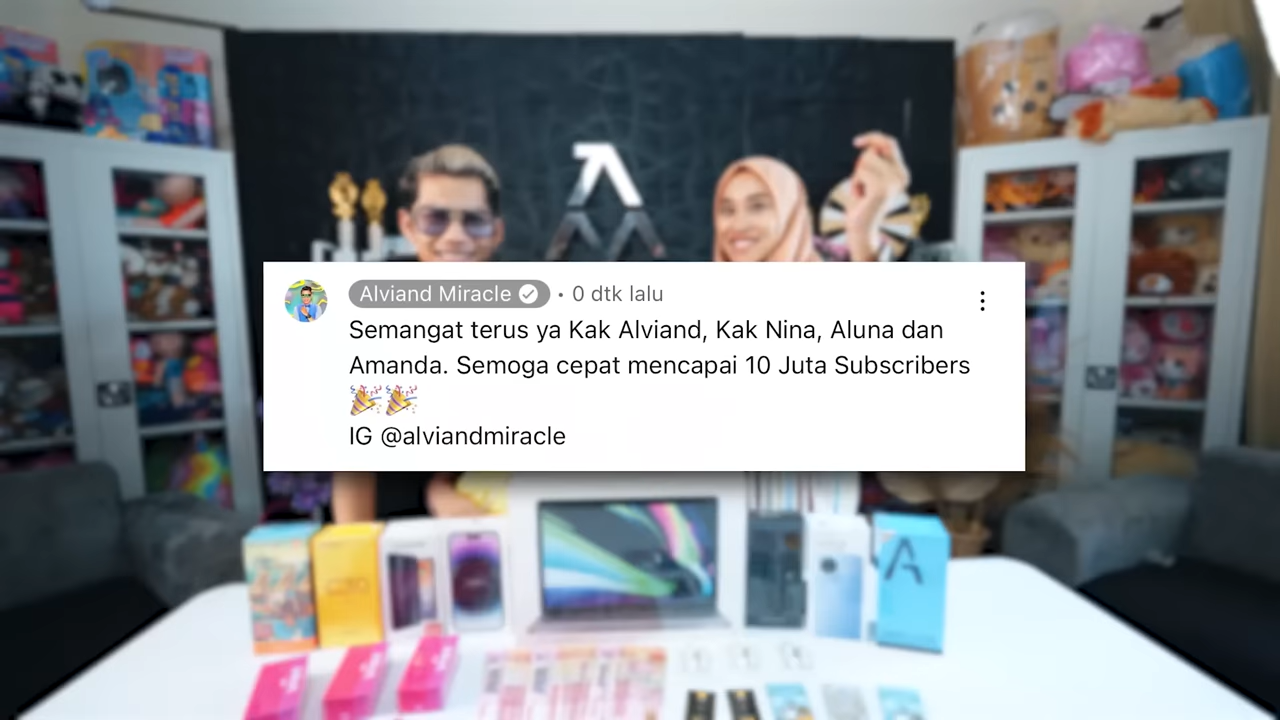 Alviand Miracle • 0 dtk lalu
Semangat terus ya Kak Alviand, Kak Nina, Aluna dan
Amanda. Semoga cepat mencapai 10 Juta Subscribers
🎉🎉
IG @alviandmiracle